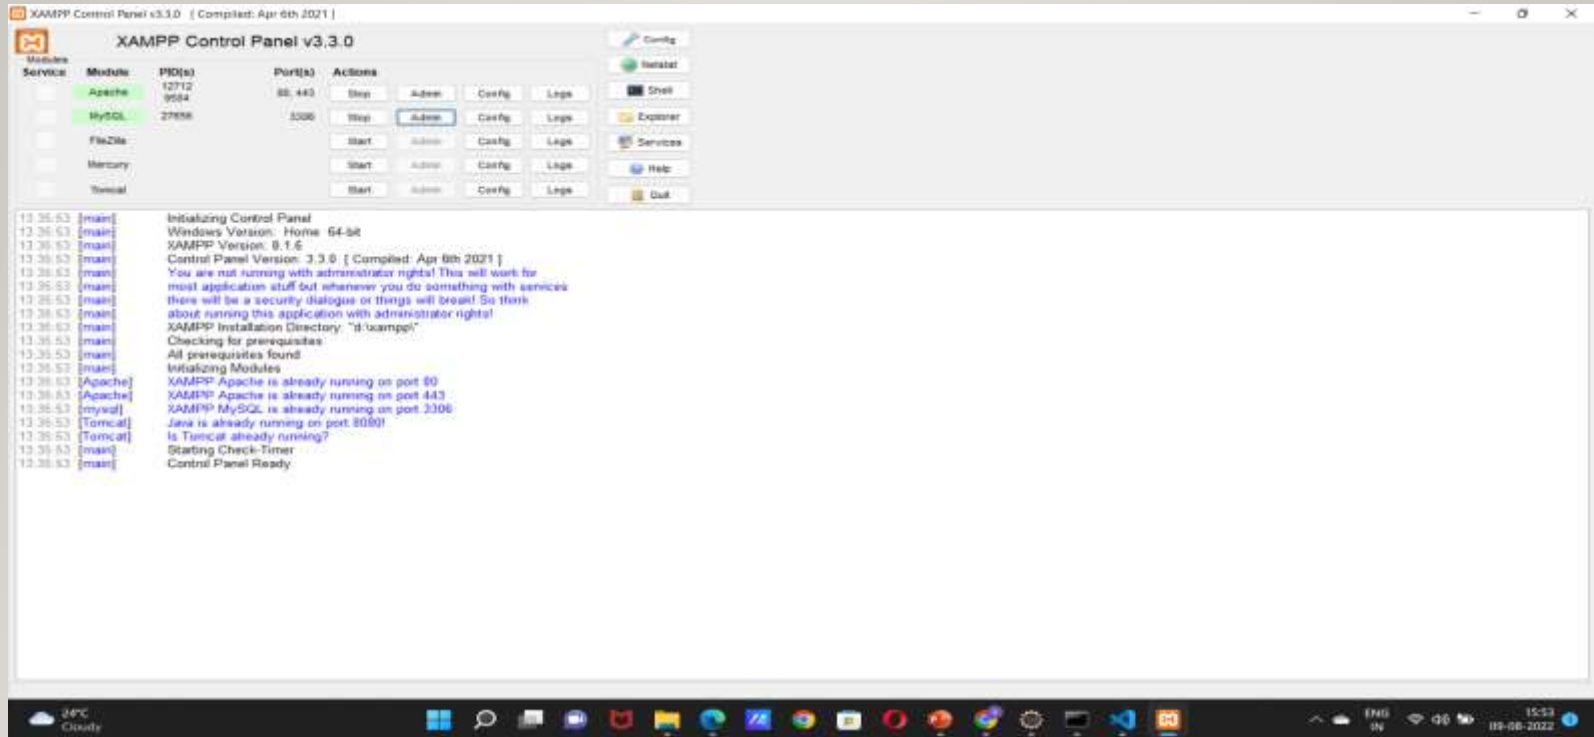 XAMPP Control Panel v3.3.0 [ Compiled: Apr 6th 2021 ]
XAMPP Control Panel v3.3.0
Modules
Service Module PID(s) Port(s) Actions
Apache 12712 9584 80, 443 Stop Admin Config Logs
MySQL 3306 Stop Admin Config Logs
FileZilla Start Admin Config Logs
Mercury Start Admin Config Logs
Tomcat Start Admin Config Logs
Config
Netstat
Shell
Explorer
Services
Help
Quit
[main] Initializing Control Panel
[main] Windows Version: Home 64-bit
[main] XAMPP Version: 8.1.6
[main] Control Panel Version: 3.3.0 [ Compiled: Apr 6th 2021 ]
[main] You are not running with administrator rights! This will work for
[main] most application stuff but whenever you do something with services
[main] there will be a security dialogue or things will break! So think
[main] about running this application with administrator rights!
[main] XAMPP Installation Directory: "d:\xampp\"
[main] Checking for prerequisites
[main] All prerequisites found
[main] Initializing Modules
[Apache] XAMPP Apache is already running on port 80
[Apache] XAMPP Apache is already running on port 443
[mysql] XAMPP MySQL is already running on port 3306
[Tomcat] Java is already running on port 8080!
[Tomcat] Is Tomcat already running?
[main] Starting Check-Timer
[main] Control Panel Ready
24°C
Cloudy
ENG
IN
15:53
09-08-2022